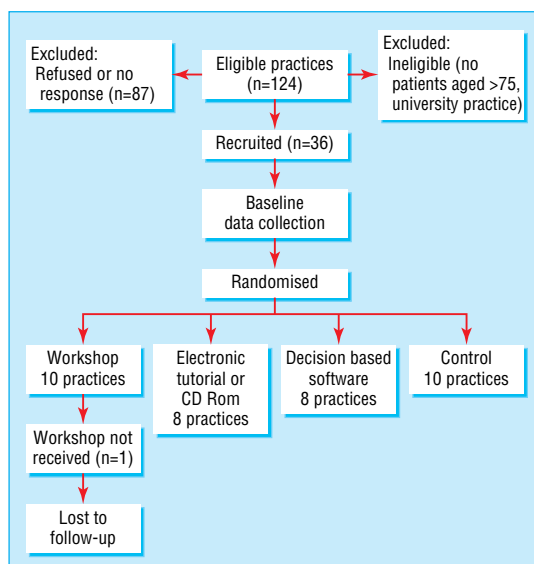 Excluded:
Refused or no
response (n=87)
Eligible practices
(n=124)
Excluded:
Ineligible (no
patients aged >75,
university practice)
Recruited (n=36)
Baseline
data collection
Randomised
Workshop
10 practices
Electronic
tutorial or
CD Rom
8 practices
Decision based
software
8 practices
Control
10 practices
Workshop not
received (n=1)
Lost to
follow-up